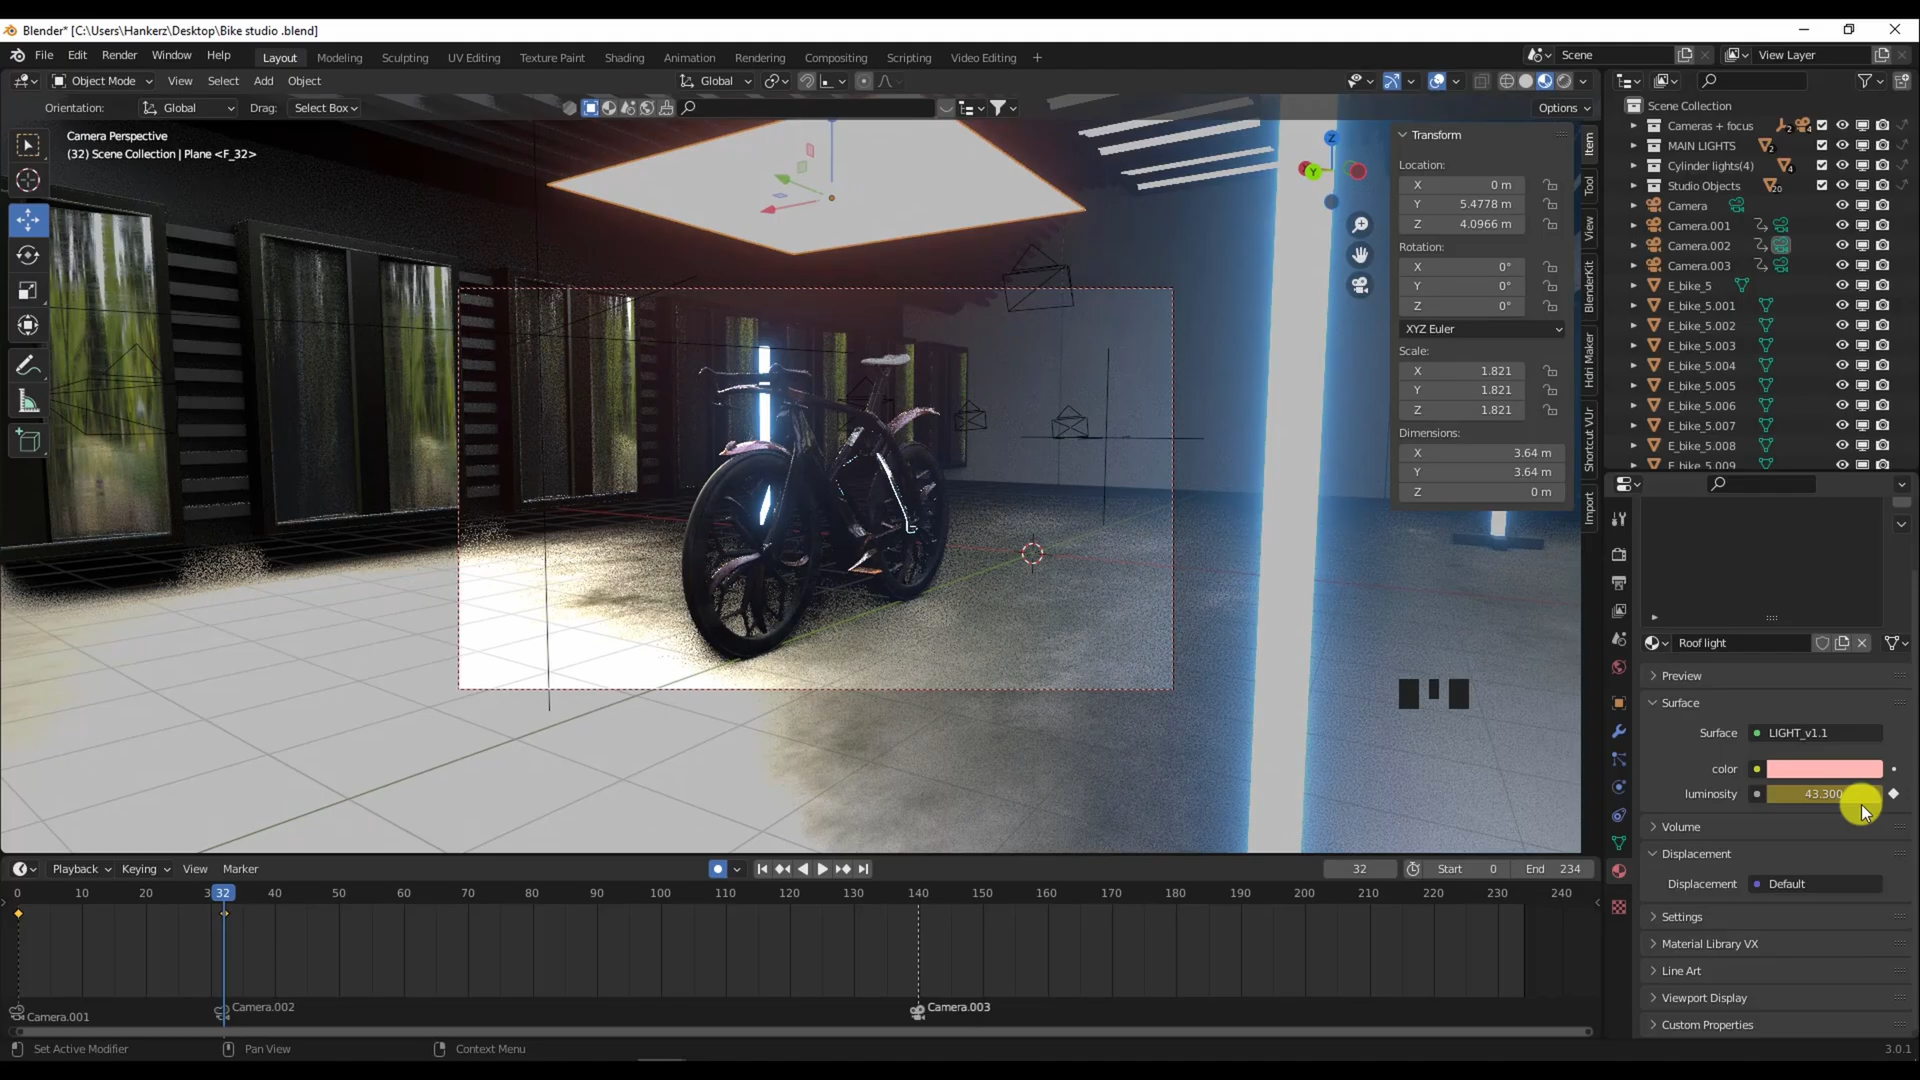 Blender* [C:\Users\Hankerz\Desktop\Bike studio .blend]
File Edit Render Window Help Layout Modeling Sculpting UV Editing Texture Paint Shading Animation Rendering Compositing Scripting Video Editing + Scene View Layer
Object Mode View Select Add Object Global
Orientation: Global Drag: Select Box Options
Camera Perspective
(32) Scene Collection | Plane <F_32>
Z
Y
Transform
Location:
X 0 m
Y 5.4778 m
Z 4.0966 m
Rotation:
X 0°
Y 0°
Z 0°
XYZ Euler
Scale:
X 1.821
Y 1.821
Z 1.821
Dimensions:
X 3.64 m
Y 3.64 m
Z 0 m
Item
Tool
View
BlenderKit
Hdri Maker
Shortcut VUr
Import
Scene Collection
Cameras + focus 2 4
MAIN LIGHTS 2
Cylinder lights(4) 4
Studio Objects 20
Camera
Camera.001
Camera.002
Camera.003
E_bike_5
E_bike_5.001
E_bike_5.002
E_bike_5.003
E_bike_5.004
E_bike_5.005
E_bike_5.006
E_bike_5.007
E_bike_5.008
E_bike_5.009
Roof light
Preview
Surface
Surface LIGHT_v1.1
color
luminosity 43.300
Volume
Displacement
Displacement Default
Settings
Material Library VX
Line Art
Viewport Display
Custom Properties
Playback Keying View Marker 32 Start 0 End 234
0 10 20 3 32 40 50 60 70 80 90 100 110 120 130 140 150 160 170 180 190 200 210 220 230 240
Camera.001 Camera.002 Camera.003
Set Active Modifier Pan View Context Menu 3.0.1